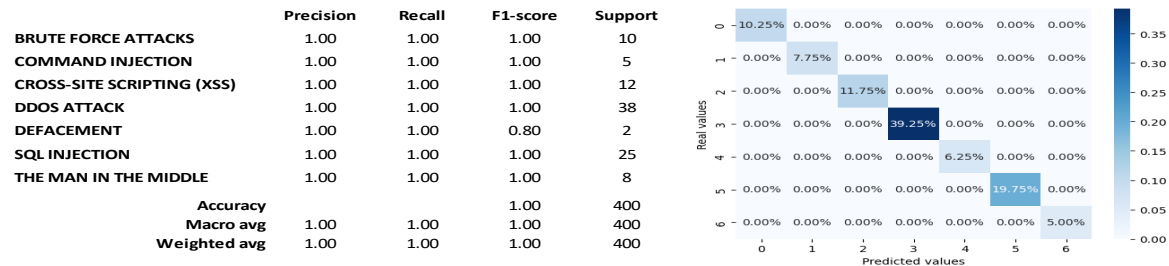 Precision Recall F1-score Support
BRUTE FORCE ATTACKS 1.00 1.00 1.00 10
COMMAND INJECTION 1.00 1.00 1.00 5
CROSS-SITE SCRIPTING (XSS) 1.00 1.00 1.00 12
DDOS ATTACK 1.00 1.00 1.00 38
DEFACEMENT 1.00 1.00 0.80 2
SQL INJECTION 1.00 1.00 1.00 25
THE MAN IN THE MIDDLE 1.00 1.00 1.00 8
Accuracy 1.00 400
Macro avg 1.00 1.00 1.00 400
Weighted avg 1.00 1.00 1.00 400
Real values
0 10.25% 0.00% 0.00% 0.00% 0.00% 0.00% 0.00%
1 0.00% 7.75% 0.00% 0.00% 0.00% 0.00% 0.00%
2 0.00% 0.00% 11.75% 0.00% 0.00% 0.00% 0.00%
3 0.00% 0.00% 0.00% 39.25% 0.00% 0.00% 0.00%
4 0.00% 0.00% 0.00% 0.00% 6.25% 0.00% 0.00%
5 0.00% 0.00% 0.00% 0.00% 0.00% 19.75% 0.00%
6 0.00% 0.00% 0.00% 0.00% 0.00% 0.00% 5.00%
0 1 2 3 4 5 6
Predicted values
0.35
0.30
0.25
0.20
0.15
0.10
0.05
0.00